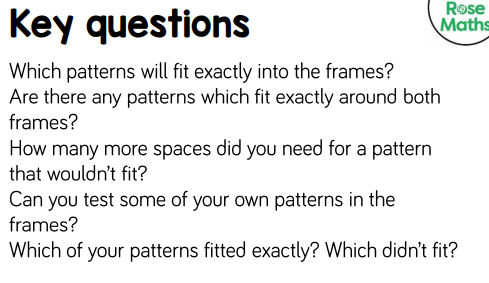 Key questions
Rose
Maths
Which patterns will fit exactly into the frames?
Are there any patterns which fit exactly around both
frames?
How many more spaces did you need for a pattern
that wouldn't fit?
Can you test some of your own patterns in the
frames?
Which of your patterns fitted exactly? Which didn't fit?